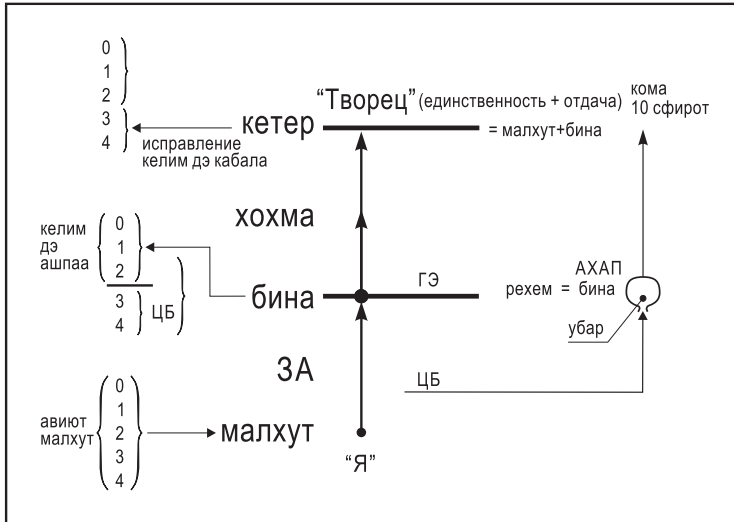 0
1
2
3
4
"Творец" (единственность + отдача)
кетер
= малхут+бина
исправление
келим дэ кабала
кома
10 сфирот
хохма
келим
дэ
ашпаа
0
1
2
3
4
ЦБ
бина
ГЭ
АХАП
рехем = бина
убар
ЗА
ЦБ
авиют
малхут
0
1
2
3
4
малхут
"Я"